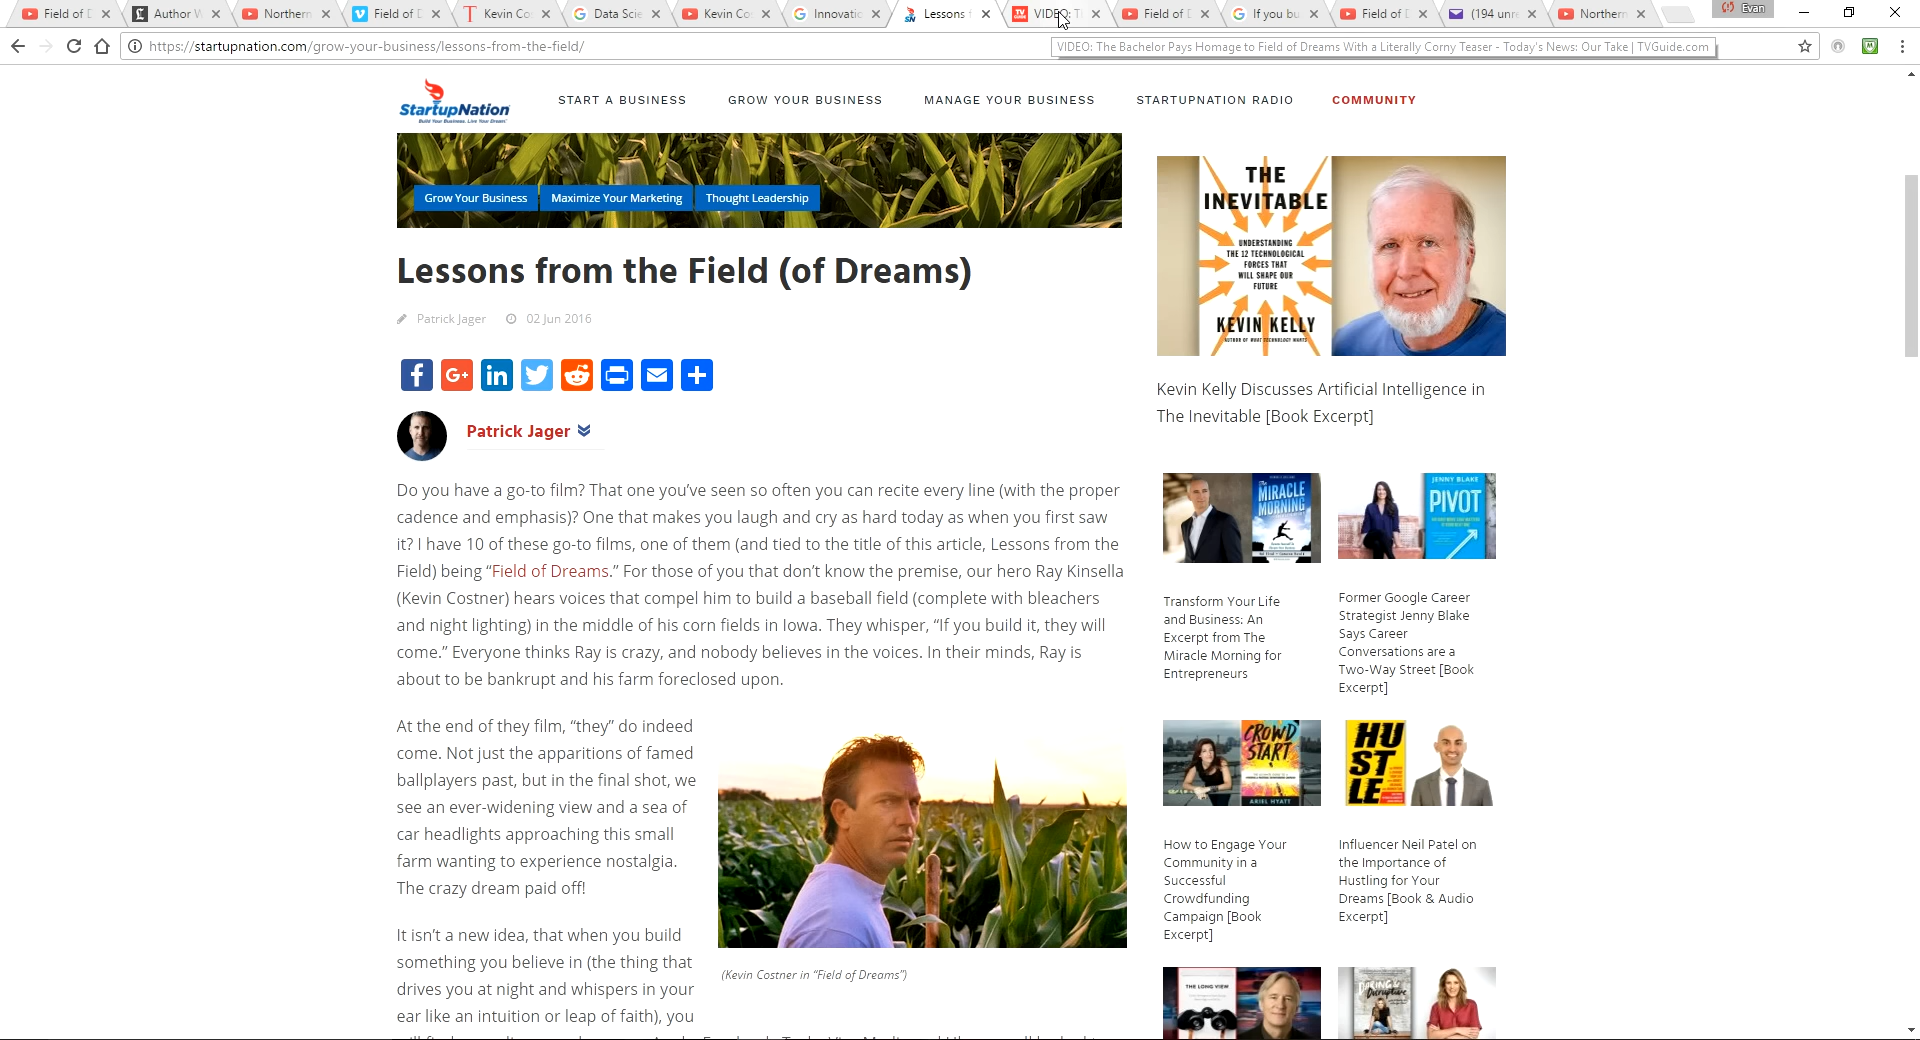 Field of D
Author W
Northern
Field of D
Kevin Co
Data Scie
Kevin Co
Innovatio
Lessons f
VIDEO: T
Field of D
If you bu
Field of D
(194 unre
Northern
Evan
https://startupnation.com/grow-your-business/lessons-from-the-field/
VIDEO: The Bachelor Pays Homage to Field of Dreams With a Literally Corny Teaser - Today's News: Our Take | TVGuide.com
StartupNation
Build Your Business. Live Your Dream.
START A BUSINESS
GROW YOUR BUSINESS
MANAGE YOUR BUSINESS
STARTUPNATION RADIO
COMMUNITY
Grow Your Business
Maximize Your Marketing
Thought Leadership
Lessons from the Field (of Dreams)
Patrick Jager
02 Jun 2016
Patrick Jager
Do you have a go-to film? That one you’ve seen so often you can recite every line (with the proper
cadence and emphasis)? One that makes you laugh and cry as hard today as when you first saw
it? I have 10 of these go-to films, one of them (and tied to the title of this article, Lessons from the
Field) being “Field of Dreams.” For those of you that don’t know the premise, our hero Ray Kinsella
(Kevin Costner) hears voices that compel him to build a baseball field (complete with bleachers
and night lighting) in the middle of his corn fields in Iowa. They whisper, “If you build it, they will
come.” Everyone thinks Ray is crazy, and nobody believes in the voices. In their minds, Ray is
about to be bankrupt and his farm foreclosed upon.
At the end of they film, “they” do indeed
come. Not just the apparitions of famed
ballplayers past, but in the final shot, we
see an ever-widening view and a sea of
car headlights approaching this small
farm wanting to experience nostalgia.
The crazy dream paid off!
It isn’t a new idea, that when you build
something you believe in (the thing that
drives you at night and whispers in your
ear like an intuition or leap of faith), you
(Kevin Costner in “Field of Dreams”)
THE
INEVITABLE
UNDERSTANDING
THE 12 TECHNOLOGICAL
FORCES THAT
WILL SHAPE OUR
FUTURE
KEVIN KELLY
AUTHOR OF WHAT TECHNOLOGY WANTS
Kevin Kelly Discusses Artificial Intelligence in
The Inevitable [Book Excerpt]
THE
MIRACLE
MORNING
JENNY BLAKE
PIVOT
Transform Your Life
and Business: An
Excerpt from The
Miracle Morning for
Entrepreneurs
Former Google Career
Strategist Jenny Blake
Says Career
Conversations are a
Two-Way Street [Book
Excerpt]
CROWD
START
ARIEL HYATT
HU
ST
LE
How to Engage Your
Community in a
Successful
Crowdfunding
Campaign [Book
Excerpt]
Influencer Neil Patel on
the Importance of
Hustling for Your
Dreams [Book & Audio
Excerpt]
THE LONG VIEW
DARING &
Disruptive